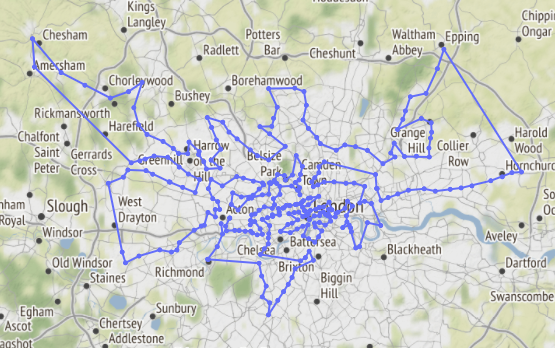 Kings
Langley
Chesham
Potters
Bar
Radlett
Cheshunt
Waltham
Abbey
Epping
Chippi
Ongar
Amersham
Chorleywood
Borehamwood
Bushey
Rickmansworth
Harefield
Chalfont
Saint
Peter
Gerrards
Cross
Greenhill
Harrow
on the
Hill
Belsize
Park
Camden
Town
Grange
Hill
Collier
Row
Harold
Wood
Hornchurch
nham
Royal
Slough
West
Drayton
Acton
London
Windsor
Chelsea
Battersea
Blackheath
Aveley
So
O
Old Windsor
Staines
Richmond
Brixton
Biggin
Hill
Dartford
Swanscombe
Egham
Ascot
Sunbury
Chertsey
Addlestone